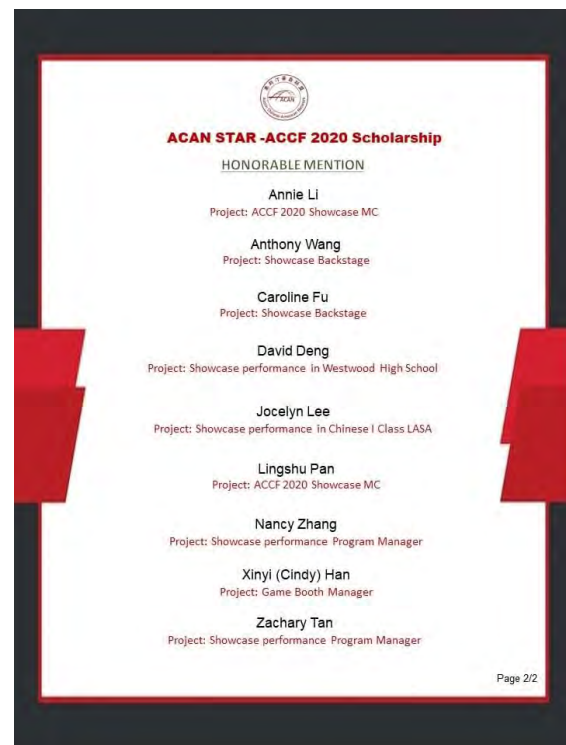 ACAN
ACAN STAR -ACCF 2020 Scholarship
HONORABLE MENTION
Annie Li
Project: ACCF 2020 Showcase MC
Anthony Wang
Project: Showcase Backstage
Caroline Fu
Project: Showcase Backstage
David Deng
Project: Showcase performance in Westwood High School
Jocelyn Lee
Project: Showcase performance in Chinese I Class LASA
Lingshu Pan
Project: ACCF 2020 Showcase MC
Nancy Zhang
Project: Showcase performance Program Manager
Xinyi (Cindy) Han
Project: Game Booth Manager
Zachary Tan
Project: Showcase performance Program Manager
Page 2/2